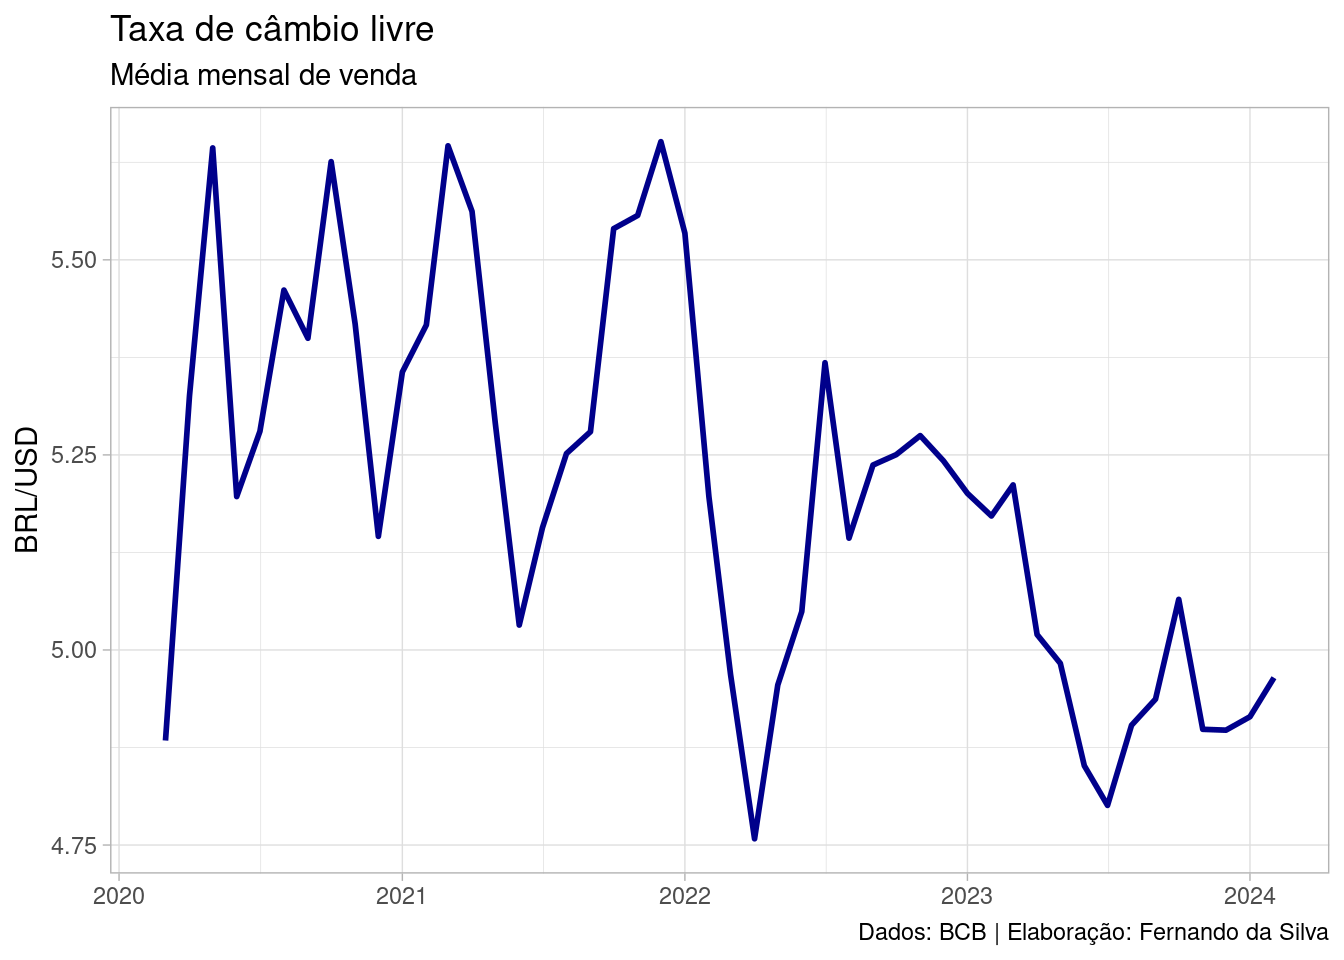 Taxa de câmbio livre
Média mensal de venda
BRL/USD
5.50
5.25
5.00
4.75
2020 2021 2022 2023 2024
Dados: BCB | Elaboração: Fernando da Silva